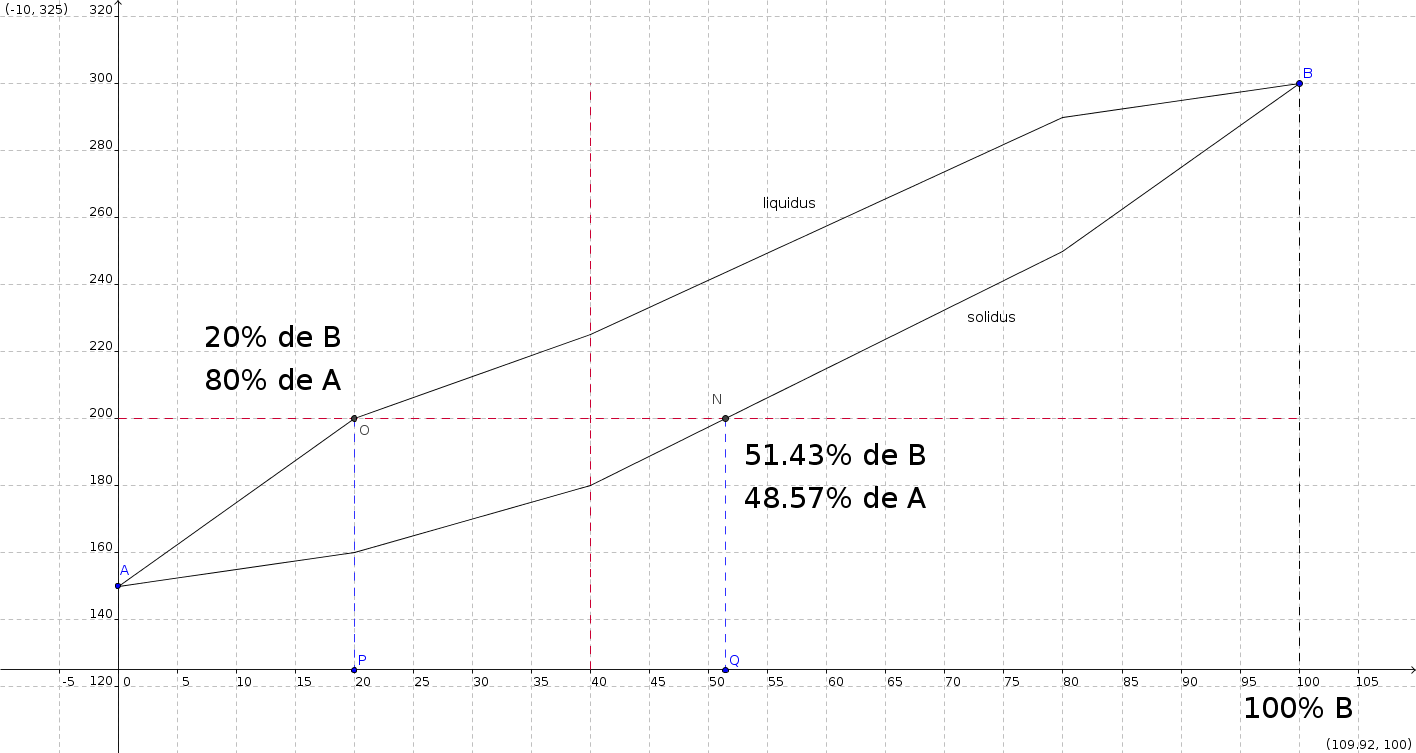 (-10, 325)
320
300
B
280
260
liquidus
240
solidus
20% de B
220
80% de A
N
200
O
51.43% de B
180
48.57% de A
160
A
140
P
Q
-5 0 5 10 15 20 25 30 35 40 45 50 55 60 65 70 75 80 85 90 95 100 105
120
100% B
(109.92, 100)